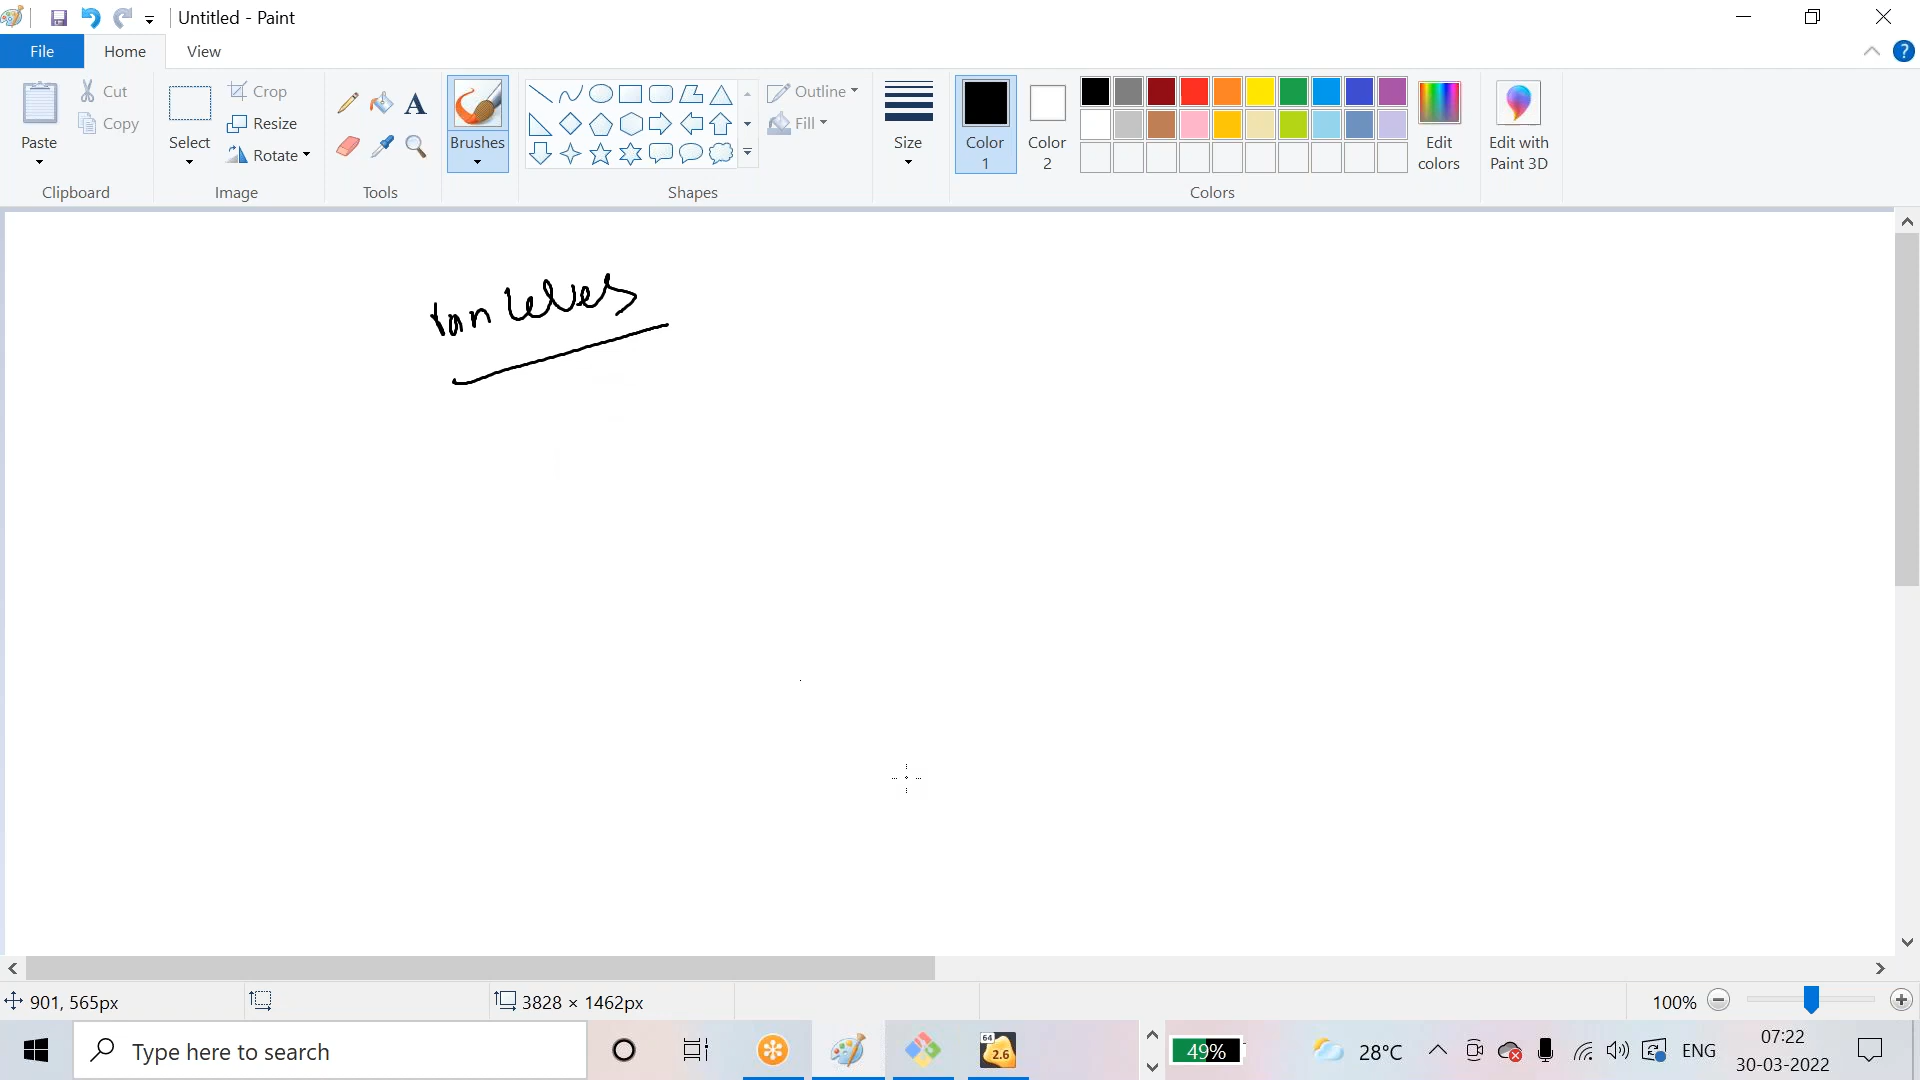 Untitled - Paint
File
Home
View
Paste
Cut
Copy
Clipboard
Select
Crop
Resize
Rotate
Image
Tools
Brushes
Shapes
Outline
Fill
Size
Color 1
Color 2
Colors
Edit colors
Edit with Paint 3D
901, 565px
3828 × 1462px
100%
Type here to search
64
2.6
49%
28°C
ENG
07:22
30-03-2022